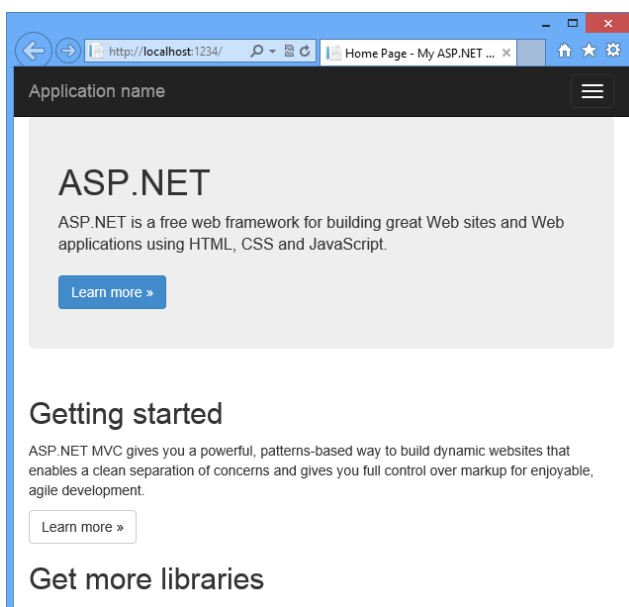 http://localhost:1234/
Home Page - My ASP.NET ...
Application name
ASP.NET
ASP.NET is a free web framework for building great Web sites and Web
applications using HTML, CSS and JavaScript.
Learn more »
Getting started
ASP.NET MVC gives you a powerful, patterns-based way to build dynamic websites that
enables a clean separation of concerns and gives you full control over markup for enjoyable,
agile development.
Learn more »
Get more libraries